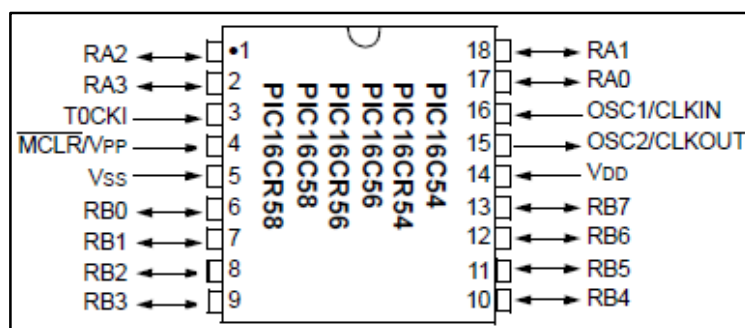 RA2 •1 18 RA1
RA3 2 17 RA0
T0CKI 3 16 OSC1/CLKIN
MCLR/VPP 4 15 OSC2/CLKOUT
VSS 5 14 VDD
RB0 6 13 RB7
RB1 7 12 RB6
RB2 8 11 RB5
RB3 9 10 RB4
PIC16C54
PIC16CR54
PIC16C56
PIC16CR56
PIC16C58
PIC16CR58